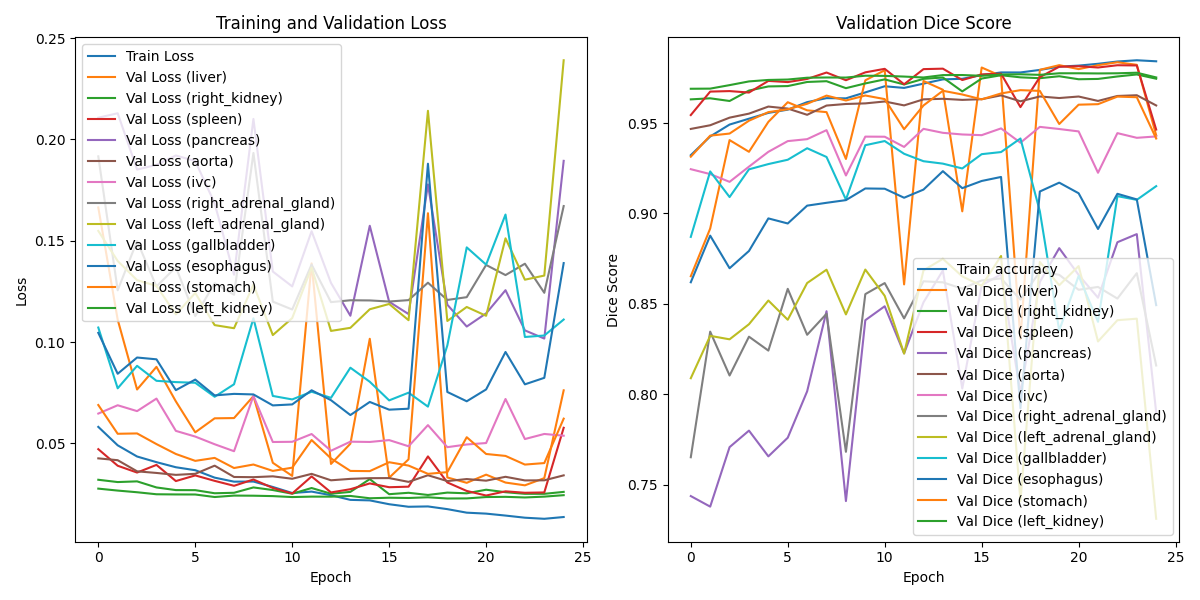 Training and Validation Loss
Loss
0.25
0.20
0.15
0.10
0.05
Train Loss
Val Loss (liver)
Val Loss (right_kidney)
Val Loss (spleen)
Val Loss (pancreas)
Val Loss (aorta)
Val Loss (ivc)
Val Loss (right_adrenal_gland)
Val Loss (left_adrenal_gland)
Val Loss (gallbladder)
Val Loss (esophagus)
Val Loss (stomach)
Val Loss (left_kidney)
0
5
10
15
20
25
Epoch
Validation Dice Score
Dice Score
0.95
0.90
0.85
0.80
0.75
Train accuracy
Val Dice (liver)
Val Dice (right_kidney)
Val Dice (spleen)
Val Dice (pancreas)
Val Dice (aorta)
Val Dice (ivc)
Val Dice (right_adrenal_gland)
Val Dice (left_adrenal_gland)
Val Dice (gallbladder)
Val Dice (esophagus)
Val Dice (stomach)
Val Dice (left_kidney)
0
5
10
15
20
25
Epoch